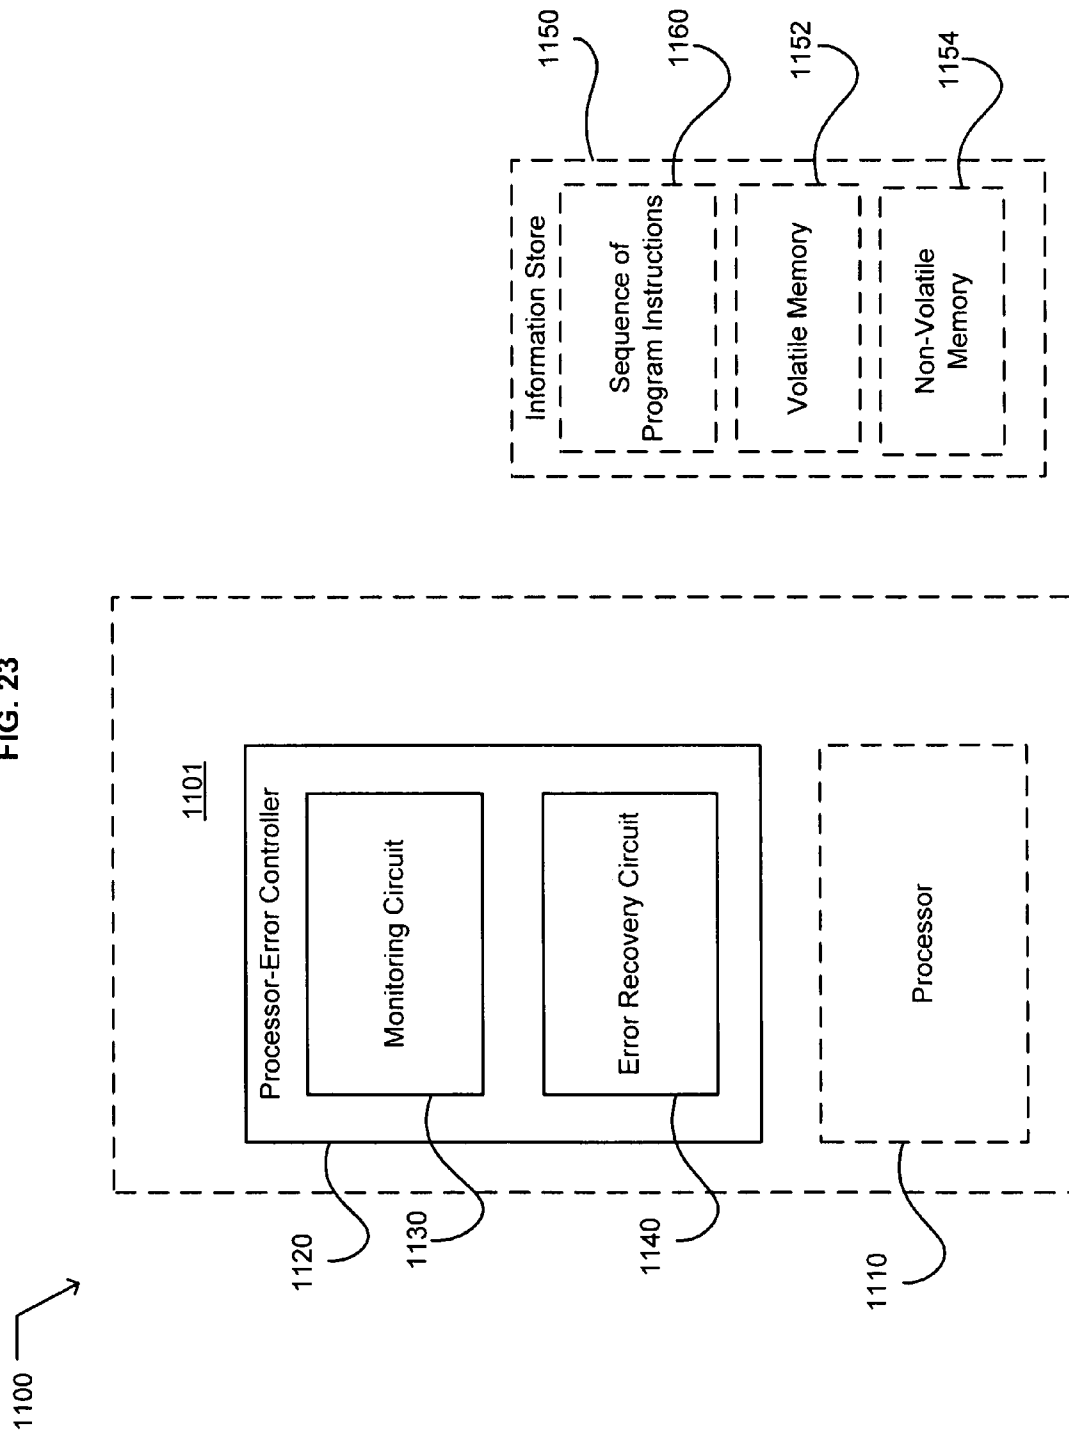 FIG. 23
1100
1101
Processor-Error Controller
Monitoring Circuit
Error Recovery Circuit
Processor
1120
1130
1140
1110
Information Store
Sequence of
Program Instructions
Volatile Memory
Non-Volatile
Memory
1150
1160
1152
1154